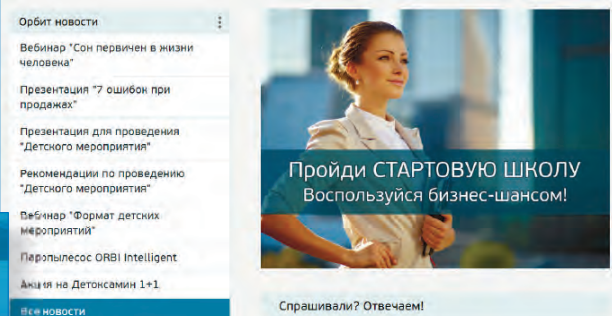 Орбит новости
Вебинар "Сон первичен в жизни
человека"
Презентация "7 ошибок при
продажах"
Презентация для проведения
"Детского мероприятия"
Рекомендации по проведению
"Детского мероприятия"
Вебинар "Формат детских
мероприятий"
Паропылесос ORBI Intelligent
Акция на Детоксамин 1+1
Все новости
Пройди СТАРТОВУЮ ШКОЛУ
Воспользуйся бизнес-шансом!
Спрашивали? Отвечаем!